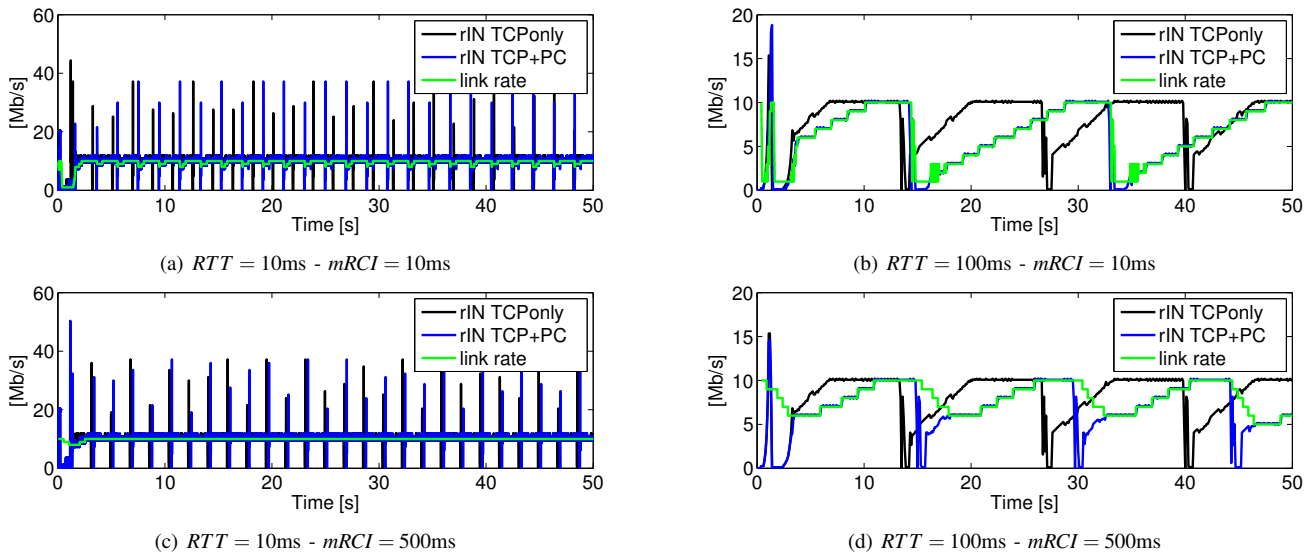 60
40
20
0
[Mb/s]
0 10 20 30 40 50
Time [s]
rIN TCPonly
rIN TCP+PC
link rate
(a) RTT = 10ms - mRCI = 10ms
20
15
10
5
0
[Mb/s]
0 10 20 30 40 50
Time [s]
rIN TCPonly
rIN TCP+PC
link rate
(b) RTT = 100ms - mRCI = 10ms
60
40
20
0
[Mb/s]
0 10 20 30 40 50
Time [s]
rIN TCPonly
rIN TCP+PC
link rate
(c) RTT = 10ms - mRCI = 500ms
20
15
10
5
0
[Mb/s]
0 10 20 30 40 50
Time [s]
rIN TCPonly
rIN TCP+PC
link rate
(d) RTT = 100ms - mRCI = 500ms